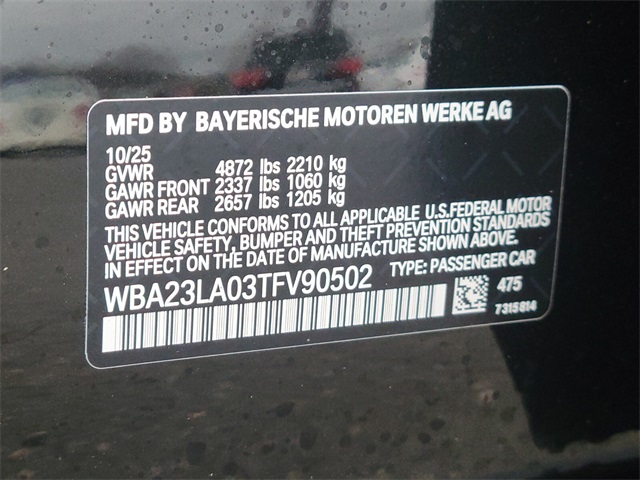 MFD BY BAYERISCHE MOTOREN WERKE AG
10/25
GVWR 4872 lbs 2210 kg
GAWR FRONT 2337 lbs 1060 kg
GAWR REAR 2657 lbs 1205 kg
THIS VEHICLE CONFORMS TO ALL APPLICABLE U.S.FEDERAL MOTOR
VEHICLE SAFETY, BUMPER AND THEFT PREVENTION STANDARDS
IN EFFECT ON THE DATE OF MANUFACTURE SHOWN ABOVE.
WBA23LA03TFV90502 TYPE: PASSENGER CAR
475
7315814